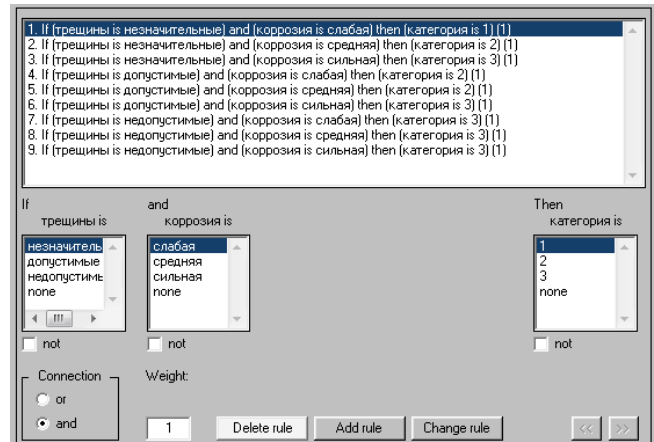 1. If (трещины is незначительные) and (коррозия is слабая) then (категория is 1) (1)
2. If (трещины is незначительные) and (коррозия is средняя) then (категория is 2) (1)
3. If (трещины is незначительные) and (коррозия is сильная) then (категория is 3) (1)
4. If (трещины is допустимые) and (коррозия is слабая) then (категория is 2) (1)
5. If (трещины is допустимые) and (коррозия is средняя) then (категория is 2) (1)
6. If (трещины is допустимые) and (коррозия is сильная) then (категория is 3) (1)
7. If (трещины is недопустимые) and (коррозия is слабая) then (категория is 3) (1)
8. If (трещины is недопустимые) and (коррозия is средняя) then (категория is 3) (1)
9. If (трещины is недопустимые) and (коррозия is сильная) then (категория is 3) (1)
If and Then
трещины is коррозия is категория is
незначитель слабая 1
допустимые средняя 2
недопустимь сильная 3
none none none
not not not
Connection Weight:
or
and 1 Delete rule Add rule Change rule << >>